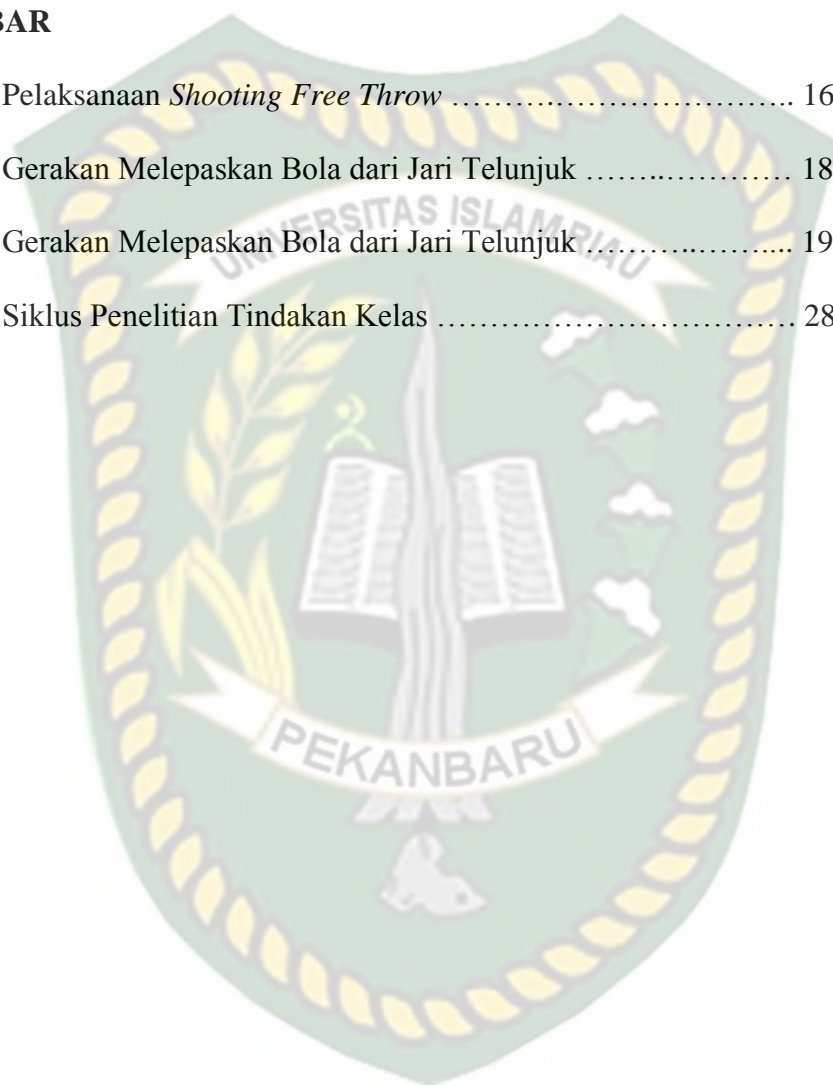 BAR
Pelaksanaan Shooting Free Throw ………..……………………….. 16
Gerakan Melepaskan Bola dari Jari Telunjuk ……..………… 18
Gerakan Melepaskan Bola dari Jari Telunjuk ………..……... 19
Siklus Penelitian Tindakan Kelas ……………………………. 28
UNIVERSITAS ISLAM RIAU
PEKANBARU